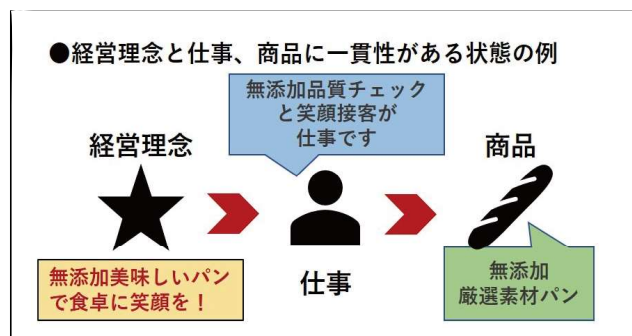 ●経営理念と仕事、商品に一貫性がある状態の例
無添加品質チェック
と笑顔接客が
仕事です
経営理念
商品
無添加美味しいパン
で食卓に笑顔を！
仕事
無添加
厳選素材パン